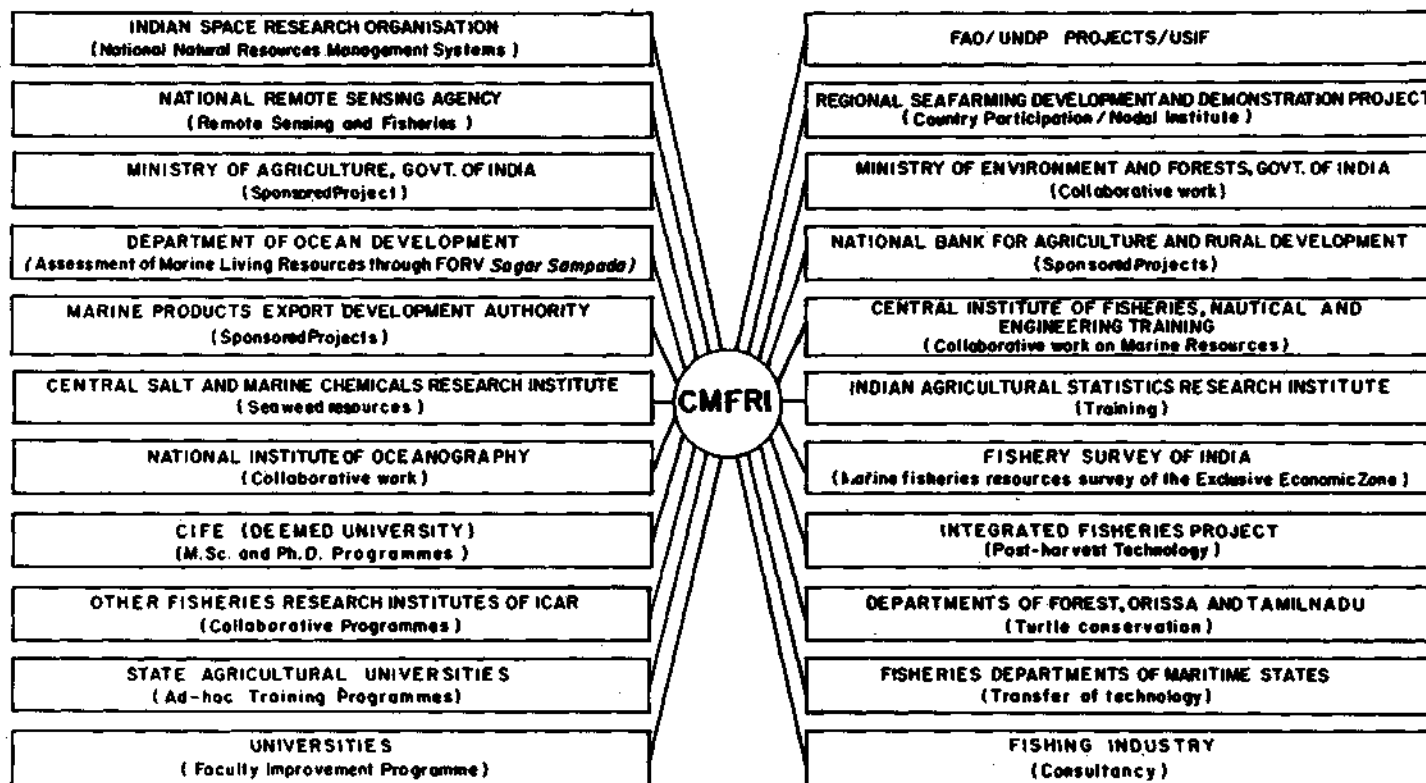 INDIAN SPACE RESEARCH ORGANISATION
(National Natural Resources Management Systems)
NATIONAL REMOTE SENSING AGENCY
(Remote Sensing and Fisheries)
MINISTRY OF AGRICULTURE, GOVT. OF INDIA
(Sponsored Project)
DEPARTMENT OF OCEAN DEVELOPMENT
(Assessment of Marine Living Resources through FORV Sagar Sampada)
MARINE PRODUCTS EXPORT DEVELOPMENT AUTHORITY
(Sponsored Projects)
CENTRAL SALT AND MARINE CHEMICALS RESEARCH INSTITUTE
(Seaweed resources)
NATIONAL INSTITUTE OF OCEANOGRAPHY
(Collaborative work)
CIFE (DEEMED UNIVERSITY)
(M.Sc. and Ph.D. Programmes)
OTHER FISHERIES RESEARCH INSTITUTES OF ICAR
(Collaborative Programmes)
STATE AGRICULTURAL UNIVERSITIES
(Ad-hoc Training Programmes)
UNIVERSITIES
(Faculty Improvement Programme)
CMFRI
FAO/UNDP PROJECTS/USIF
REGIONAL SEAFARMING DEVELOPMENT AND DEMONSTRATION PROJECT
(Country Participation/Nodal Institute)
MINISTRY OF ENVIRONMENT AND FORESTS, GOVT. OF INDIA
(Collaborative work)
NATIONAL BANK FOR AGRICULTURE AND RURAL DEVELOPMENT
(Sponsored Projects)
CENTRAL INSTITUTE OF FISHERIES, NAUTICAL AND
ENGINEERING TRAINING
(Collaborative work on Marine Resources)
INDIAN AGRICULTURAL STATISTICS RESEARCH INSTITUTE
(Training)
FISHERY SURVEY OF INDIA
(Marine fisheries resources survey of the Exclusive Economic Zone)
INTEGRATED FISHERIES PROJECT
(Post-harvest Technology)
DEPARTMENTS OF FOREST, ORISSA AND TAMILNADU
(Turtle conservation)
FISHERIES DEPARTMENTS OF MARITIME STATES
(Transfer of technology)
FISHING INDUSTRY
(Consultancy)